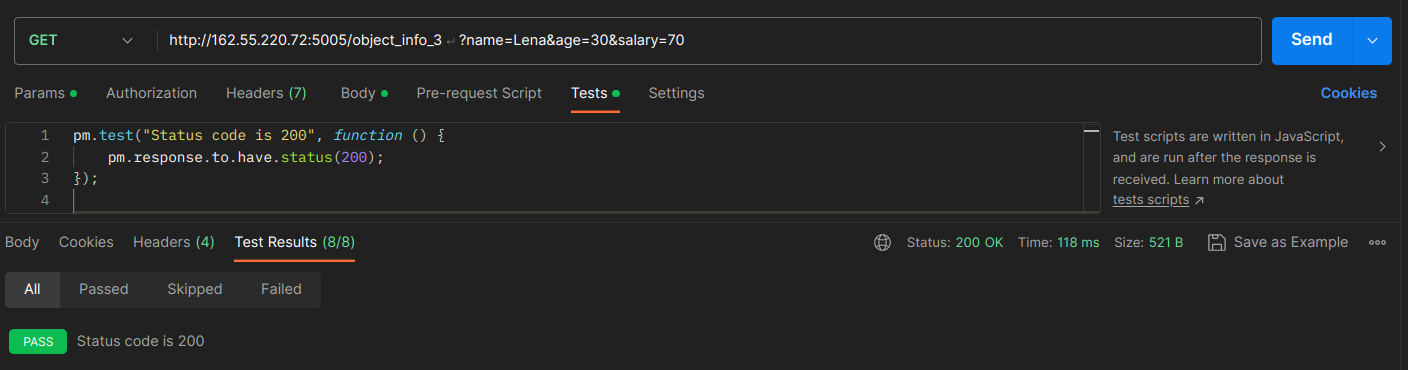 GET http://162.55.220.72:5005/object_info_3 ↵ ?name=Lena&age=30&salary=70 Send
Params Authorization Headers (7) Body Pre-request Script Tests Settings Cookies
1 pm.test("Status code is 200", function () {
2 pm.response.to.have.status(200);
3 });
4
Test scripts are written in JavaScript,
and are run after the response is
received. Learn more about
tests scripts ↗
Body Cookies Headers (4) Test Results (8/8) Status: 200 OK Time: 118 ms Size: 521 B Save as Example
All Passed Skipped Failed
PASS Status code is 200